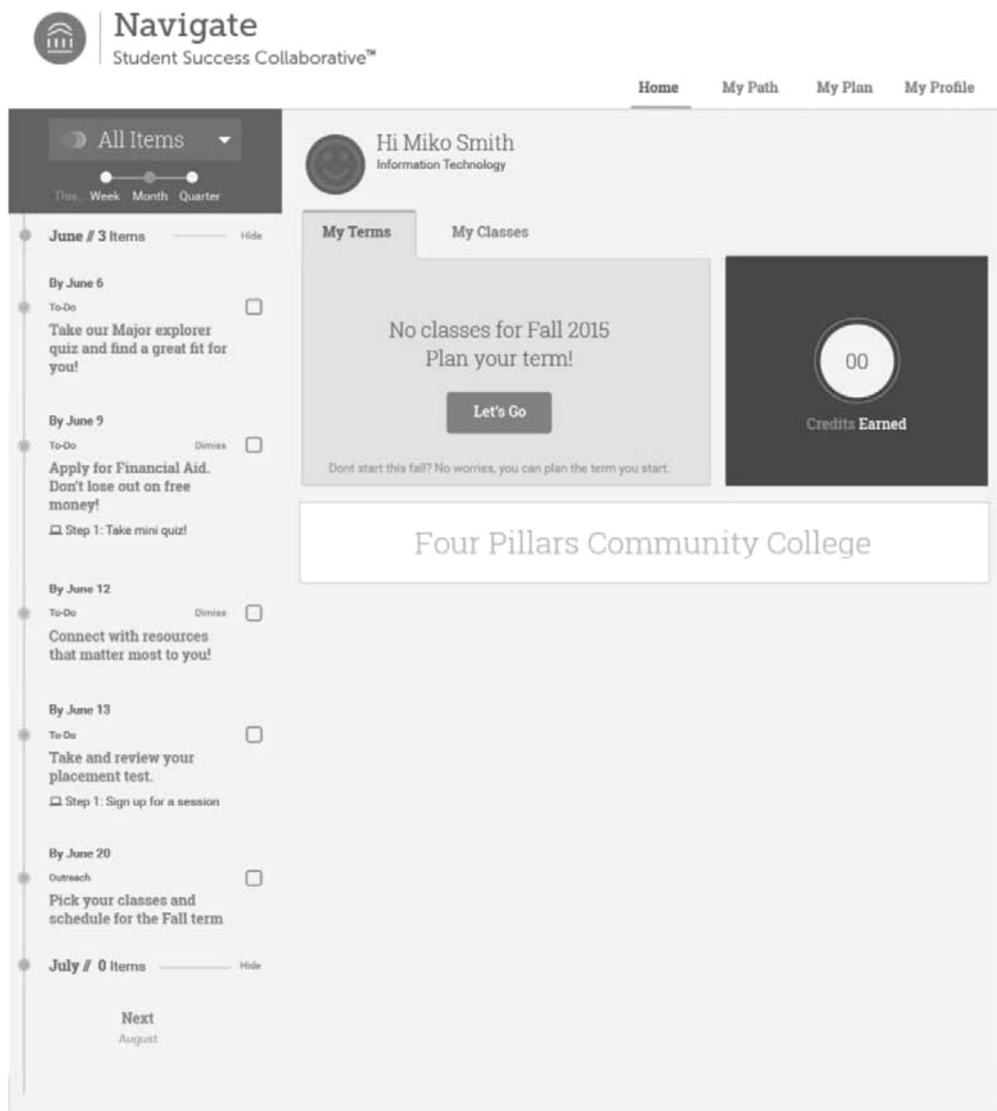 Navigate
Student Success Collaborative™
Home My Path My Plan My Profile
All Items
This.. Week Month Quarter
June // 3 Items Hide
By June 6
To-Do
Take our Major explorer
quiz and find a great fit for
you!
By June 9
To-Do Dimiss
Apply for Financial Aid.
Don't lose out on free
money!
Step 1: Take mini quiz!
By June 12
To-Do Dimiss
Connect with resources
that matter most to you!
By June 13
To-Do
Take and review your
placement test.
Step 1: Sign up for a session
By June 20
Outreach
Pick your classes and
schedule for the Fall term
July // 0 Items Hide
Next
August
Hi Miko Smith
Information Technology
My Terms My Classes
No classes for Fall 2015
Plan your term!
Let's Go
Dont start this fall? No worries, you can plan the term you start.
00
Credits Earned
Four Pillars Community College